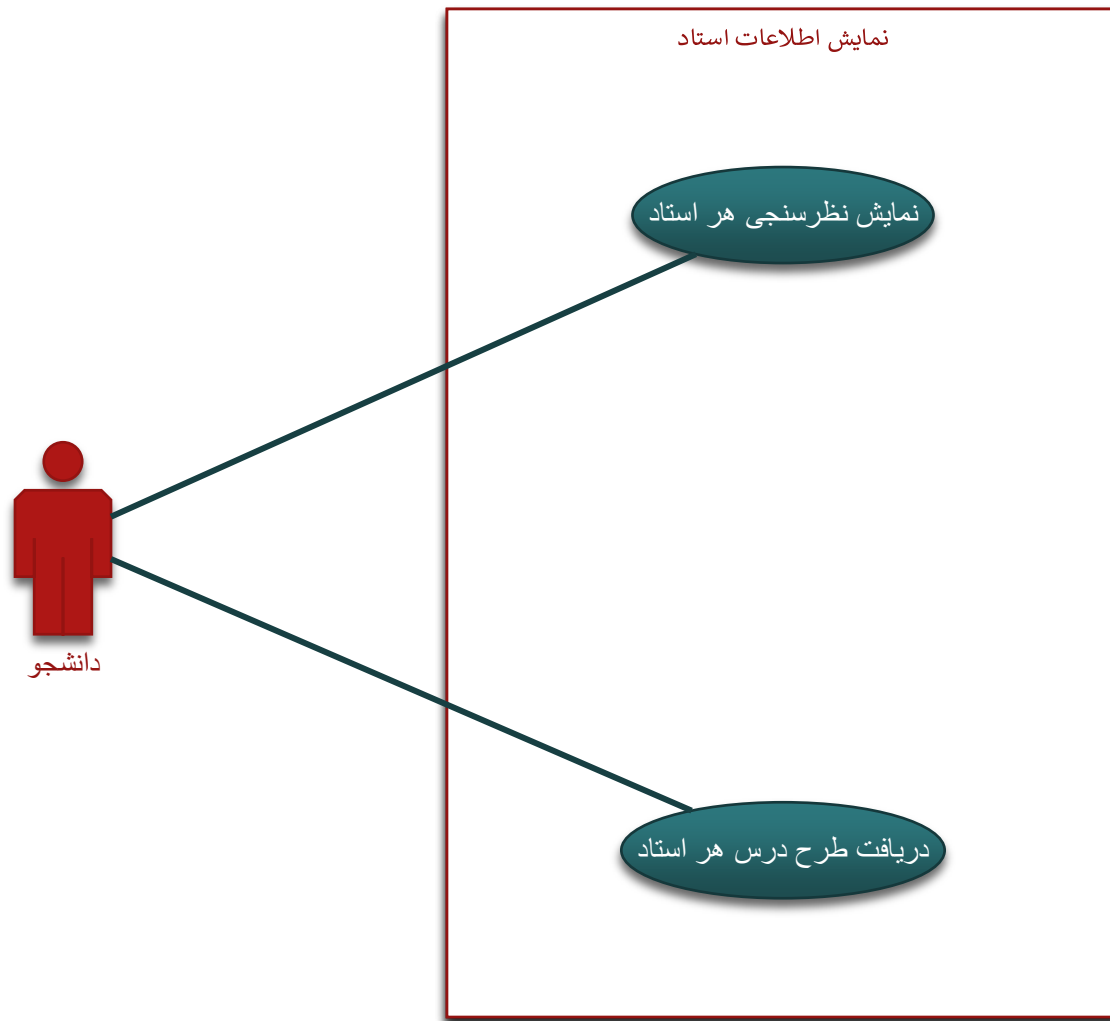 نمایش اطلاعات استاد
نمایش نظرسنجی هر استاد
دانشجو
دریافت طرح درس هر استاد